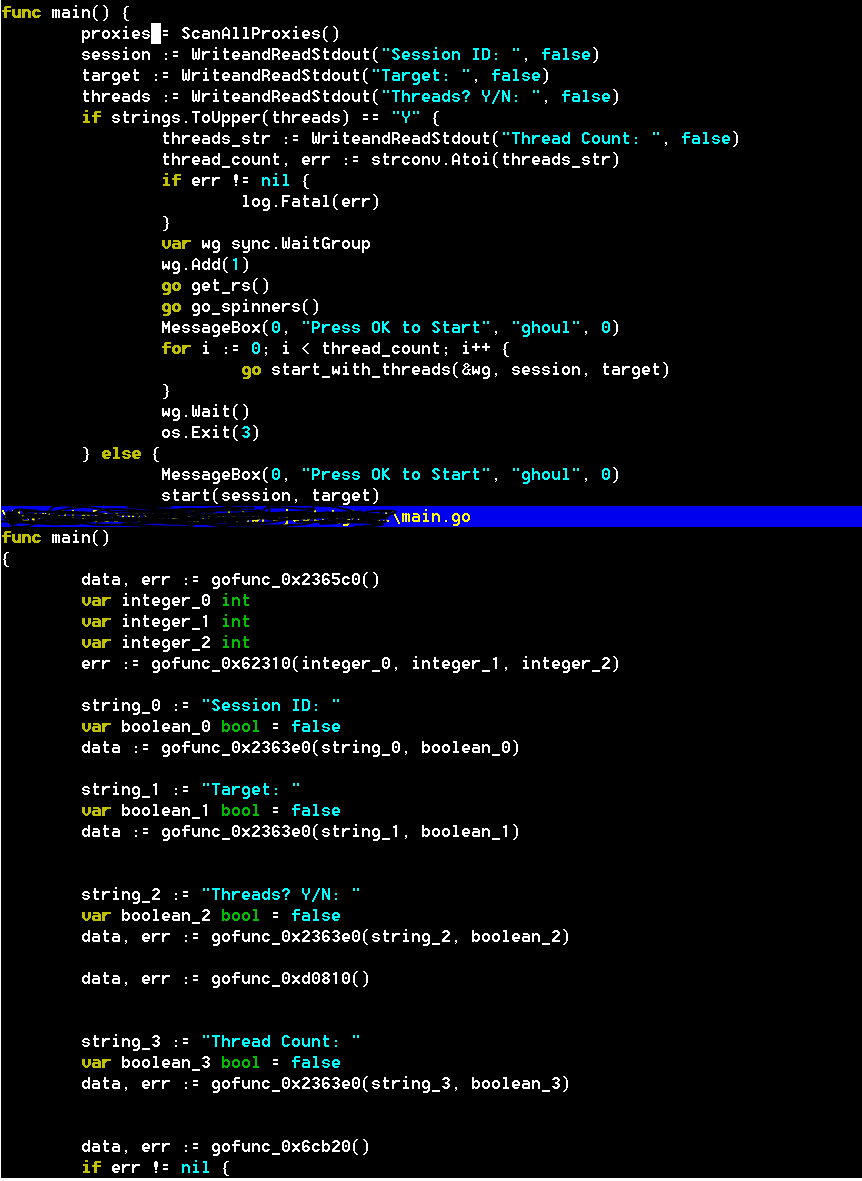 func main() {
        proxies = ScanAllProxies()
        session := WriteandReadStdout("Session ID: ", false)
        target := WriteandReadStdout("Target: ", false)
        threads := WriteandReadStdout("Threads? Y/N: ", false)
        if strings.ToUpper(threads) == "Y" {
                threads_str := WriteandReadStdout("Thread Count: ", false)
                thread_count, err := strconv.Atoi(threads_str)
                if err != nil {
                        log.Fatal(err)
                }
                var wg sync.WaitGroup
                wg.Add(1)
                go get_rs()
                go go_spinners()
                MessageBox(0, "Press OK to Start", "ghoul", 0)
                for i := 0; i < thread_count; i++ {
                        go start_with_threads(&wg, session, target)
                }
                wg.Wait()
                os.Exit(3)
        } else {
                MessageBox(0, "Press OK to Start", "ghoul", 0)
                start(session, target)
\main.go
func main()
{
        data, err := gofunc_0x2365c0()
        var integer_0 int
        var integer_1 int
        var integer_2 int
        err := gofunc_0x62310(integer_0, integer_1, integer_2)
        string_0 := "Session ID: "
        var boolean_0 bool = false
        data := gofunc_0x2363e0(string_0, boolean_0)
        string_1 := "Target: "
        var boolean_1 bool = false
        data := gofunc_0x2363e0(string_1, boolean_1)
        string_2 := "Threads? Y/N: "
        var boolean_2 bool = false
        data, err := gofunc_0x2363e0(string_2, boolean_2)
        data, err := gofunc_0xd0810()
        string_3 := "Thread Count: "
        var boolean_3 bool = false
        data, err := gofunc_0x2363e0(string_3, boolean_3)
        data, err := gofunc_0x6cb20()
        if err != nil {